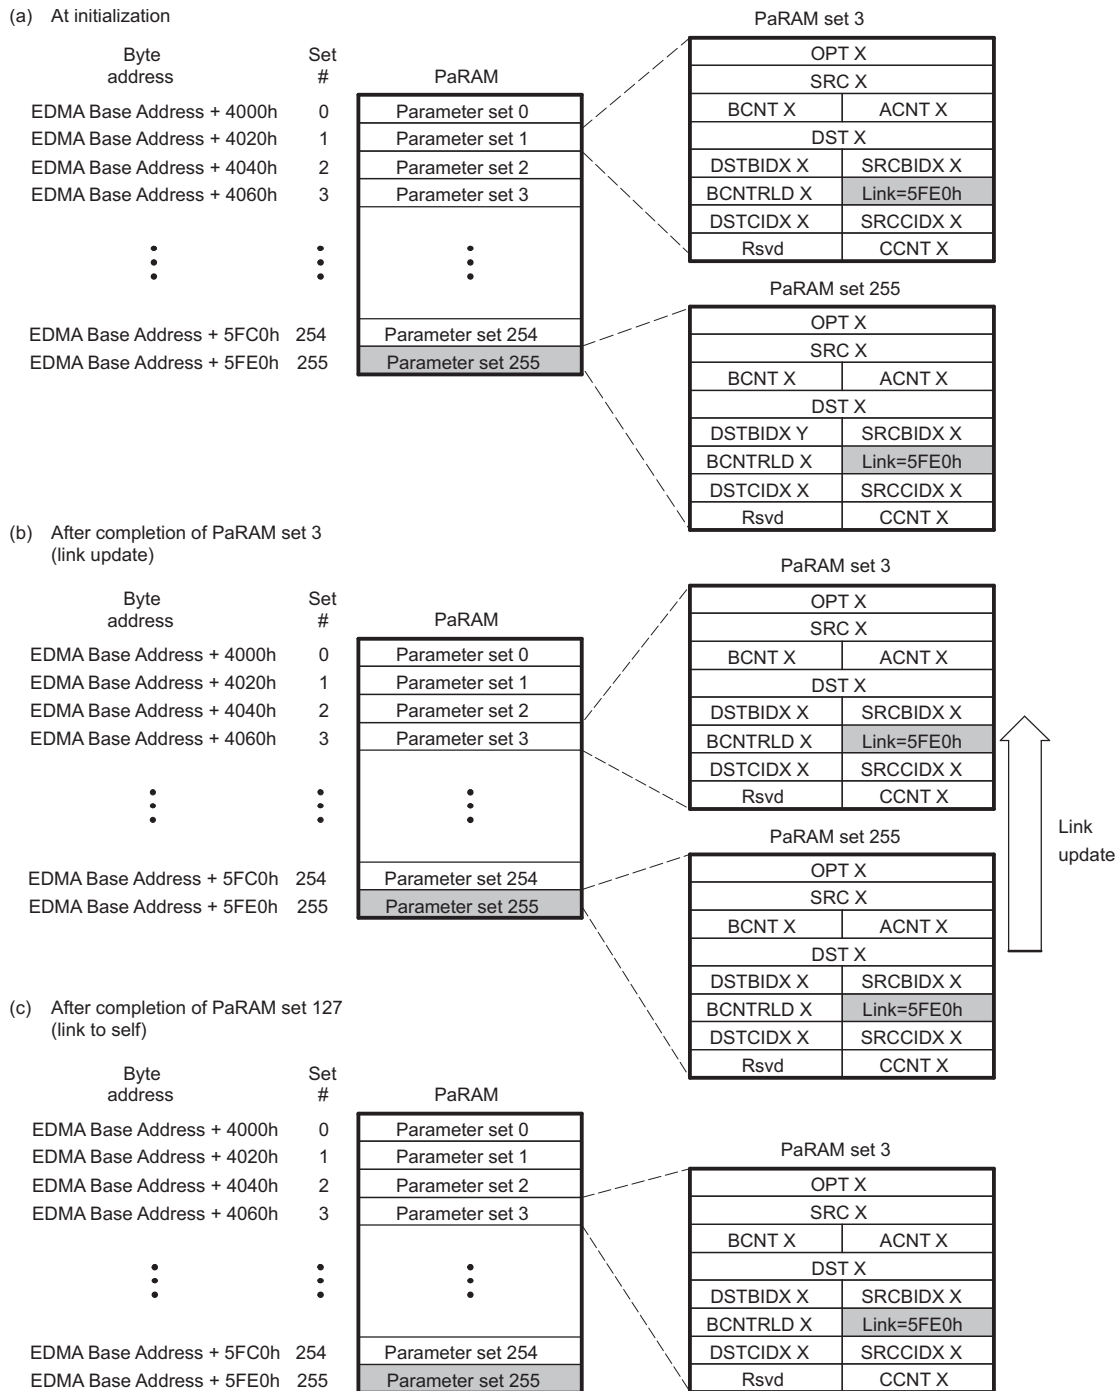 (a) At initialization
Byte address
Set #
PaRAM
EDMA Base Address + 4000h 0 Parameter set 0
EDMA Base Address + 4020h 1 Parameter set 1
EDMA Base Address + 4040h 2 Parameter set 2
EDMA Base Address + 4060h 3 Parameter set 3
EDMA Base Address + 5FC0h 254 Parameter set 254
EDMA Base Address + 5FE0h 255 Parameter set 255
PaRAM set 3
OPT X
SRC X
BCNT X ACNT X
DST X
DSTBIDX X SRCBIDX X
BCNTRLD X Link=5FE0h
DSTCIDX X SRCCIDX X
Rsvd CCNT X
PaRAM set 255
OPT X
SRC X
BCNT X ACNT X
DST X
DSTBIDX Y SRCBIDX X
BCNTRLD X Link=5FE0h
DSTCIDX X SRCCIDX X
Rsvd CCNT X
(b) After completion of PaRAM set 3
(link update)
Byte address
Set #
PaRAM
EDMA Base Address + 4000h 0 Parameter set 0
EDMA Base Address + 4020h 1 Parameter set 1
EDMA Base Address + 4040h 2 Parameter set 2
EDMA Base Address + 4060h 3 Parameter set 3
EDMA Base Address + 5FC0h 254 Parameter set 254
EDMA Base Address + 5FE0h 255 Parameter set 255
PaRAM set 3
OPT X
SRC X
BCNT X ACNT X
DST X
DSTBIDX X SRCBIDX X
BCNTRLD X Link=5FE0h
DSTCIDX X SRCCIDX X
Rsvd CCNT X
PaRAM set 255
OPT X
SRC X
BCNT X ACNT X
DST X
DSTBIDX X SRCBIDX X
BCNTRLD X Link=5FE0h
DSTCIDX X SRCCIDX X
Rsvd CCNT X
Link
update
(c) After completion of PaRAM set 127
(link to self)
Byte address
Set #
PaRAM
EDMA Base Address + 4000h 0 Parameter set 0
EDMA Base Address + 4020h 1 Parameter set 1
EDMA Base Address + 4040h 2 Parameter set 2
EDMA Base Address + 4060h 3 Parameter set 3
EDMA Base Address + 5FC0h 254 Parameter set 254
EDMA Base Address + 5FE0h 255 Parameter set 255
PaRAM set 3
OPT X
SRC X
BCNT X ACNT X
DST X
DSTBIDX X SRCBIDX X
BCNTRLD X Link=5FE0h
DSTCIDX X SRCCIDX X
Rsvd CCNT X